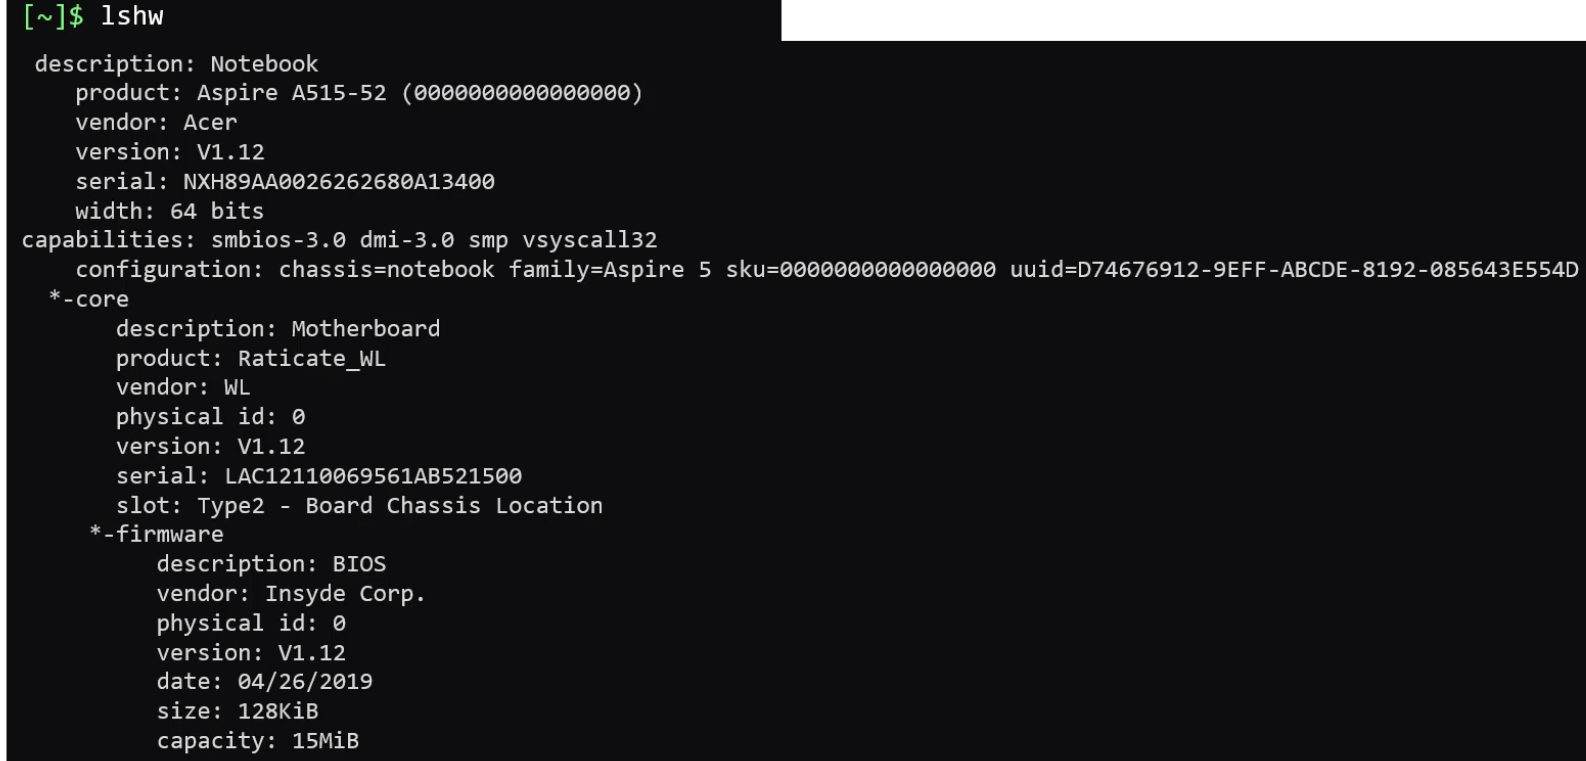 [~]$ lshw
description: Notebook
product: Aspire A515-52 (0000000000000000)
vendor: Acer
version: V1.12
serial: NXH89AA0026262680A13400
width: 64 bits
capabilities: smbios-3.0 dmi-3.0 smp vsyscall32
configuration: chassis=notebook family=Aspire 5 sku=0000000000000000 uuid=D74676912-9EFF-ABCDE-8192-085643E554D
*-core
description: Motherboard
product: Raticate_WL
vendor: WL
physical id: 0
version: V1.12
serial: LAC12110069561AB521500
slot: Type2 - Board Chassis Location
*-firmware
description: BIOS
vendor: Insyde Corp.
physical id: 0
version: V1.12
date: 04/26/2019
size: 128KiB
capacity: 15MiB